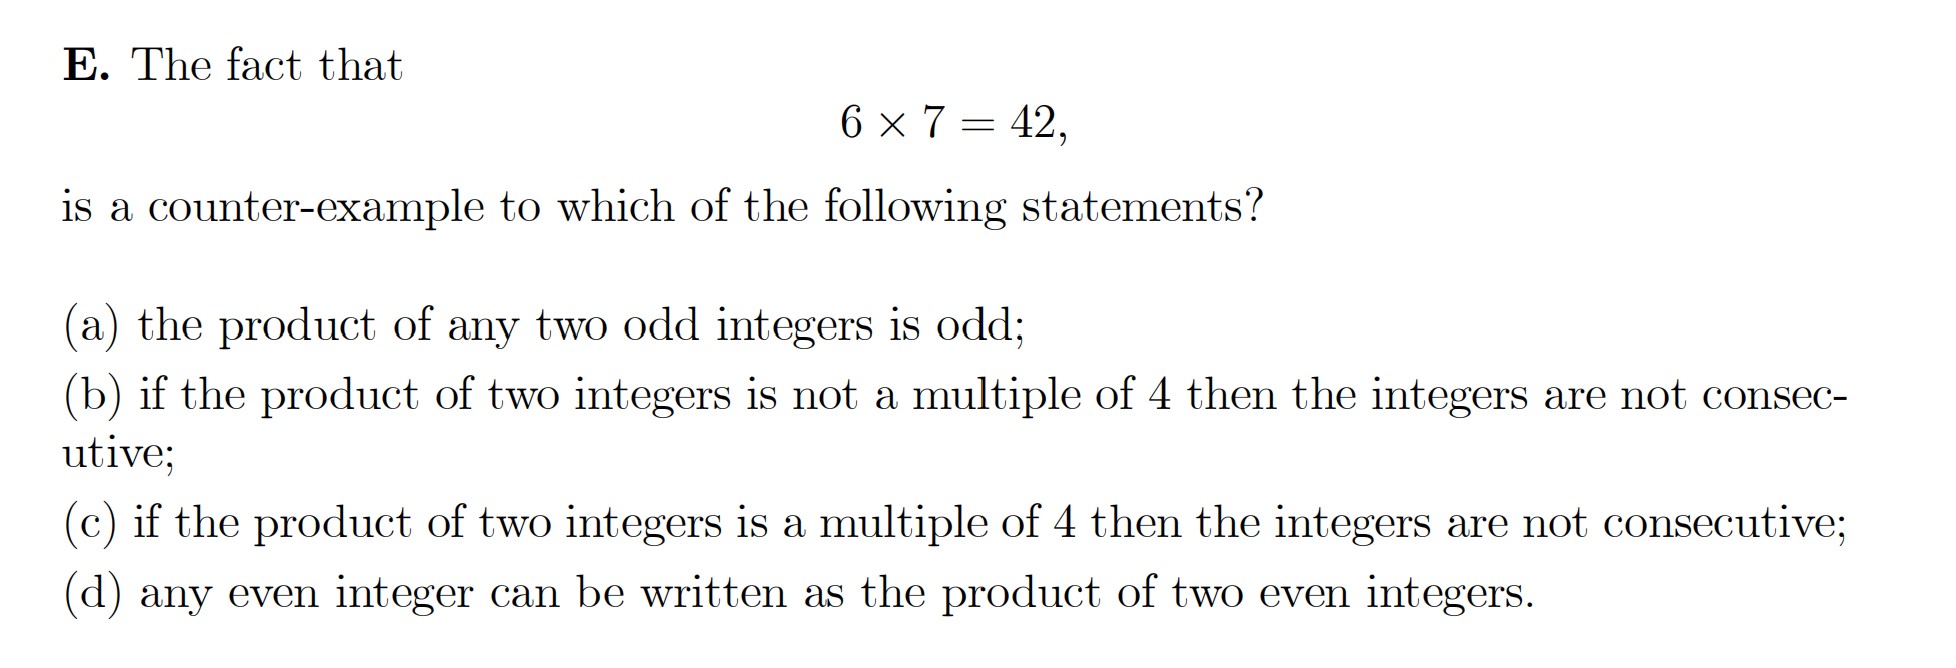 E. The fact that
6 × 7 = 42,
is a counter-example to which of the following statements?
(a) the product of any two odd integers is odd;
(b) if the product of two integers is not a multiple of 4 then the integers are not consec-
utive;
(c) if the product of two integers is a multiple of 4 then the integers are not consecutive;
(d) any even integer can be written as the product of two even integers.